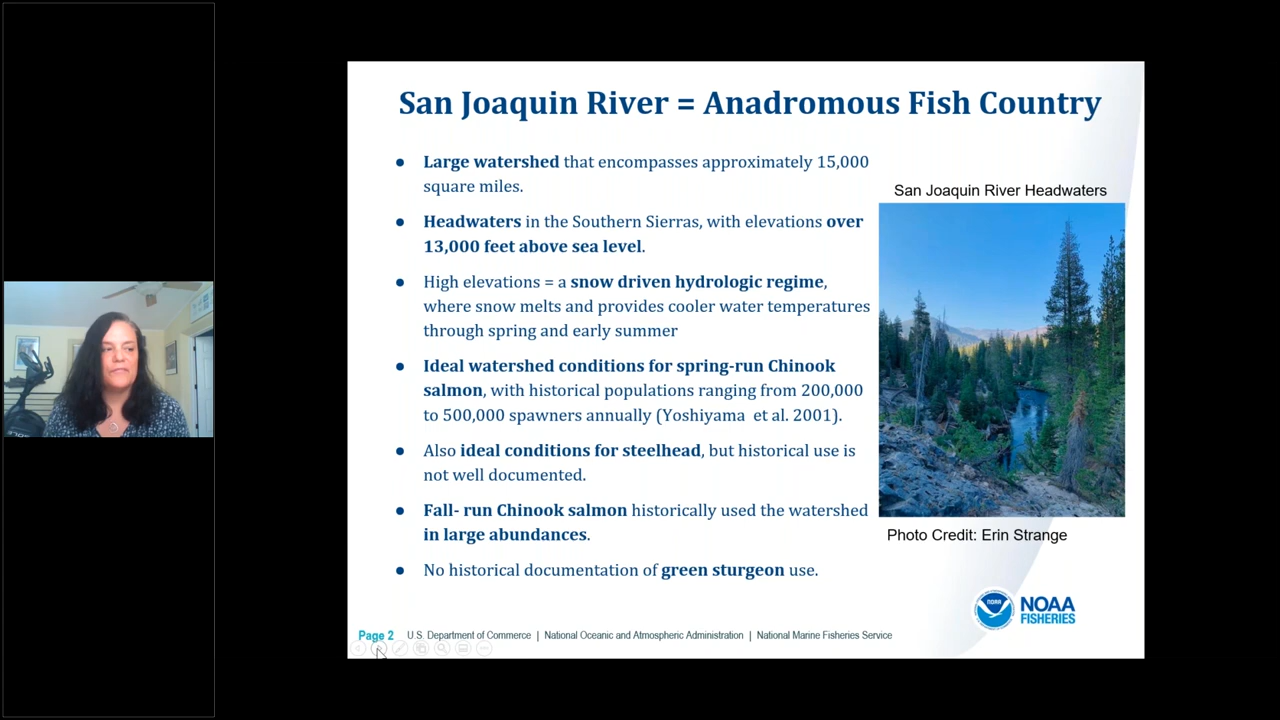 San Joaquin River = Anadromous Fish Country
● Large watershed that encompasses approximately 15,000
square miles.
● Headwaters in the Southern Sierras, with elevations over
13,000 feet above sea level.
● High elevations = a snow driven hydrologic regime,
where snow melts and provides cooler water temperatures
through spring and early summer
● Ideal watershed conditions for spring-run Chinook
salmon, with historical populations ranging from 200,000
to 500,000 spawners annually (Yoshiyama et al. 2001).
● Also ideal conditions for steelhead, but historical use is
not well documented.
● Fall- run Chinook salmon historically used the watershed
in large abundances.
● No historical documentation of green sturgeon use.
San Joaquin River Headwaters
Photo Credit: Erin Strange
NOAA
NOAA
FISHERIES
Page 2 U.S. Department of Commerce | National Oceanic and Atmospheric Administration | National Marine Fisheries Service